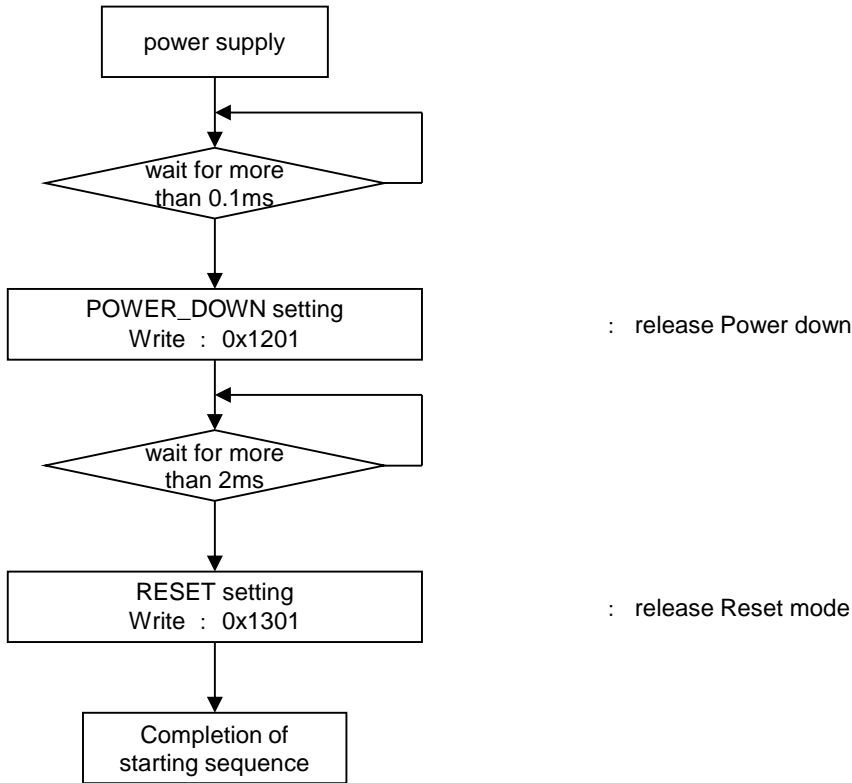 power supply
wait for more
than 0.1ms
POWER_DOWN setting
Write : 0x1201
: release Power down
wait for more
than 2ms
RESET setting
Write : 0x1301
: release Reset mode
Completion of
starting sequence